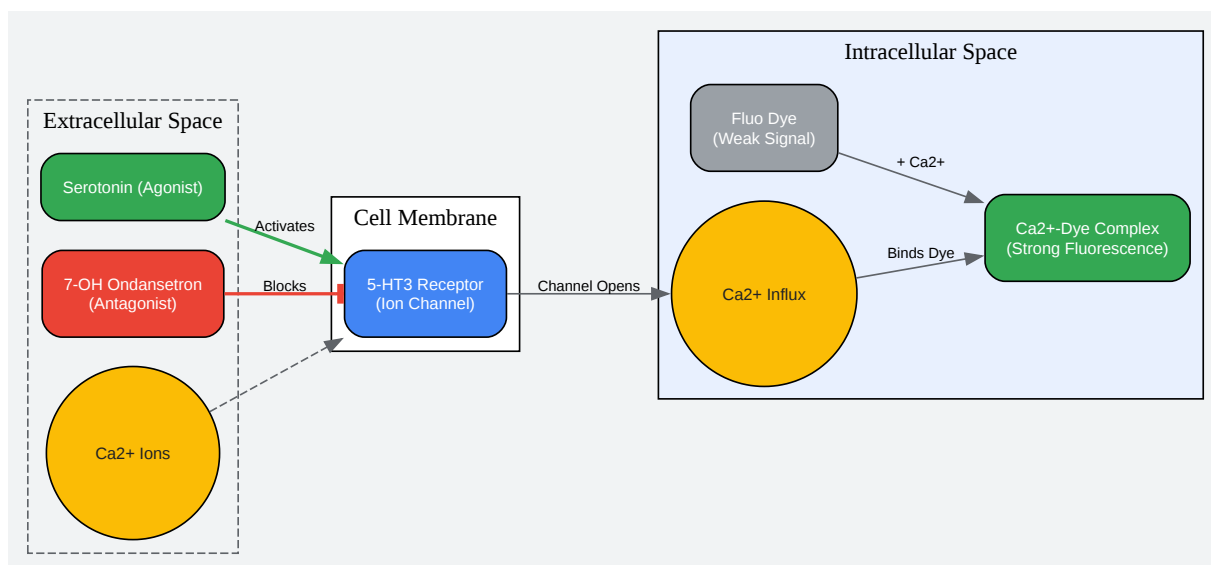 Extracellular Space
Serotonin (Agonist)
7-OH Ondansetron
(Antagonist)
Ca2+ Ions
Activates
Blocks
Cell Membrane
5-HT3 Receptor
(Ion Channel)
Channel Opens
Intracellular Space
Fluo Dye
(Weak Signal)
+ Ca2+
Ca2+ Influx
Binds Dye
Ca2+-Dye Complex
(Strong Fluorescence)